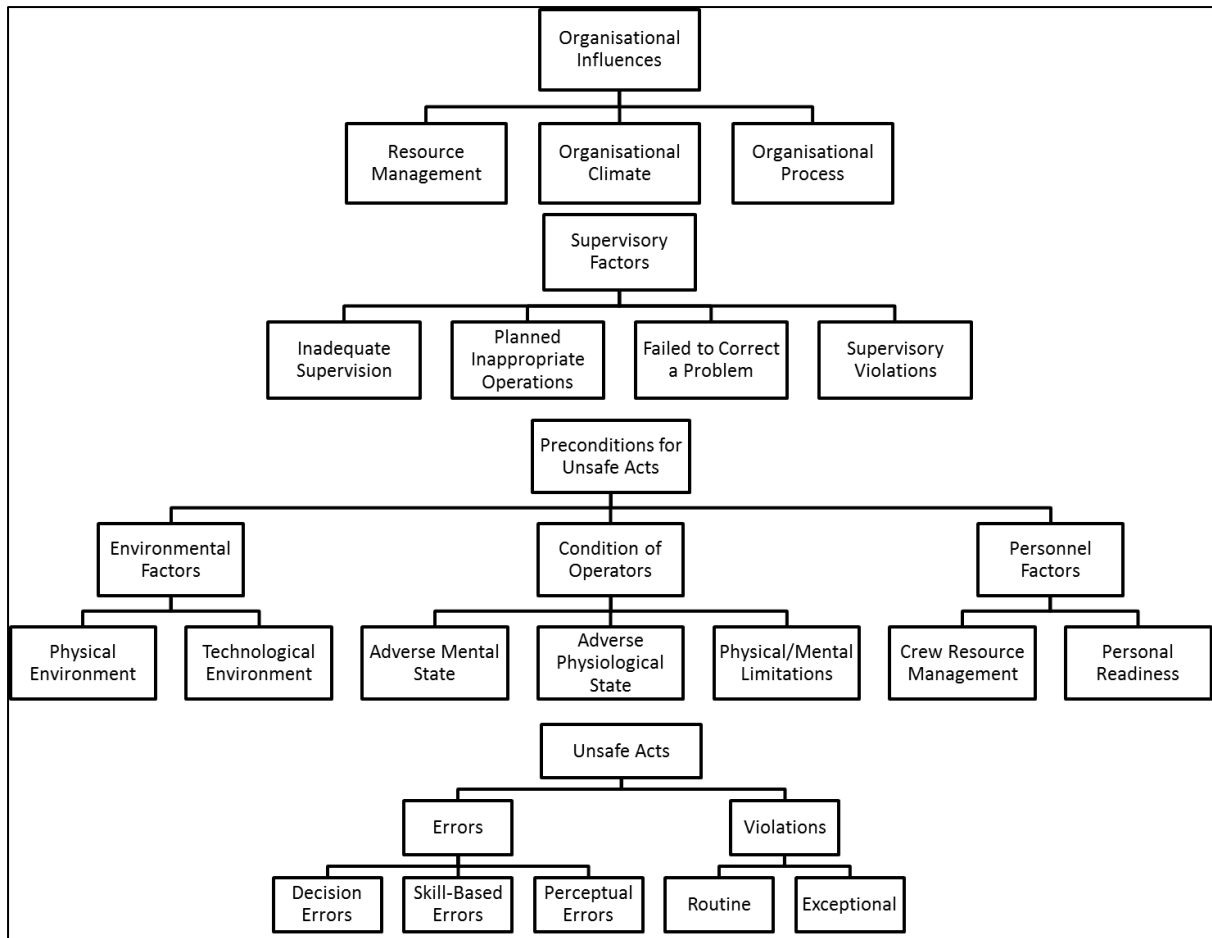 Organisational
Influences
Resource
Management
Organisational
Climate
Organisational
Process
Supervisory
Factors
Inadequate
Supervision
Planned
Inappropriate
Operations
Failed to Correct
a Problem
Supervisory
Violations
Preconditions for
Unsafe Acts
Environmental
Factors
Condition of
Operators
Personnel
Factors
Physical
Environment
Technological
Environment
Adverse Mental
State
Adverse
Physiological
State
Physical/Mental
Limitations
Crew Resource
Management
Personal
Readiness
Unsafe Acts
Errors
Violations
Decision
Errors
Skill-Based
Errors
Perceptual
Errors
Routine
Exceptional